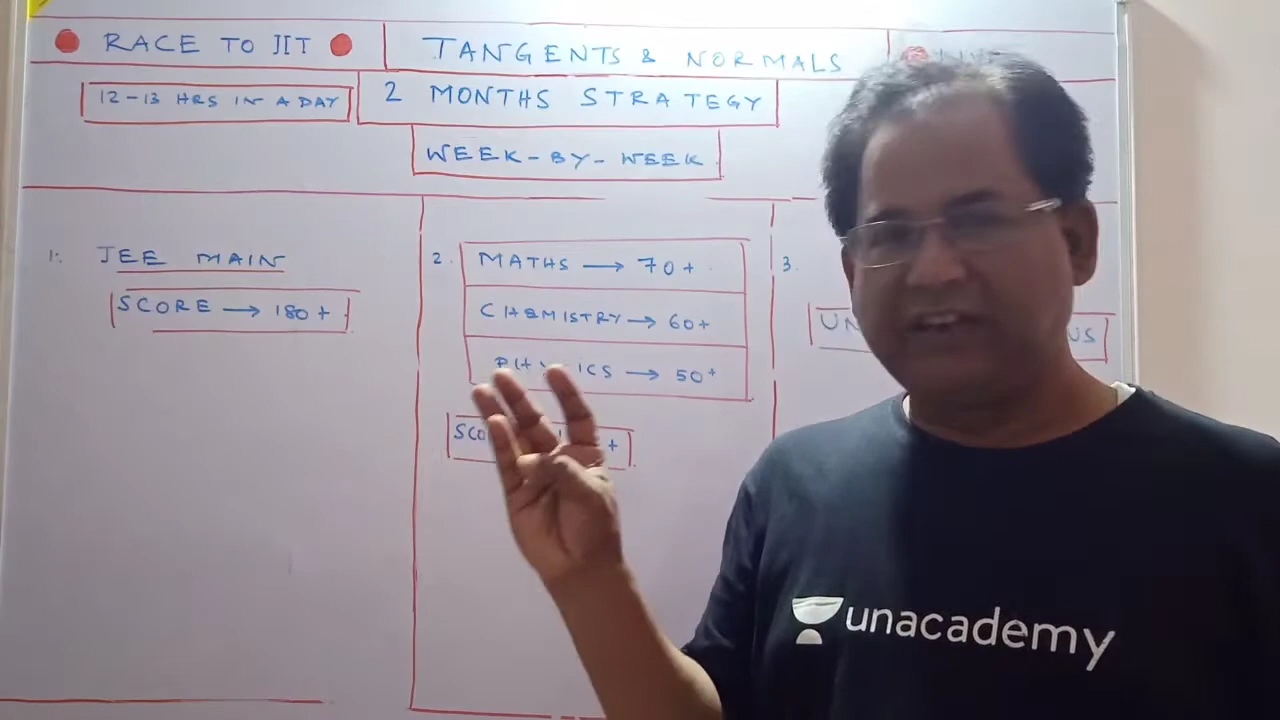 RACE TO IIT
TANGENTS & NORMALS
12-13 HRS IN A DAY
2 MONTHS STRATEGY
WEEK-BY-WEEK
1.
JEE MAIN
SCORE → 180+
2.
MATHS → 70+
CHEMISTRY → 60+
PHYSICS → 50+
3.
unacademy